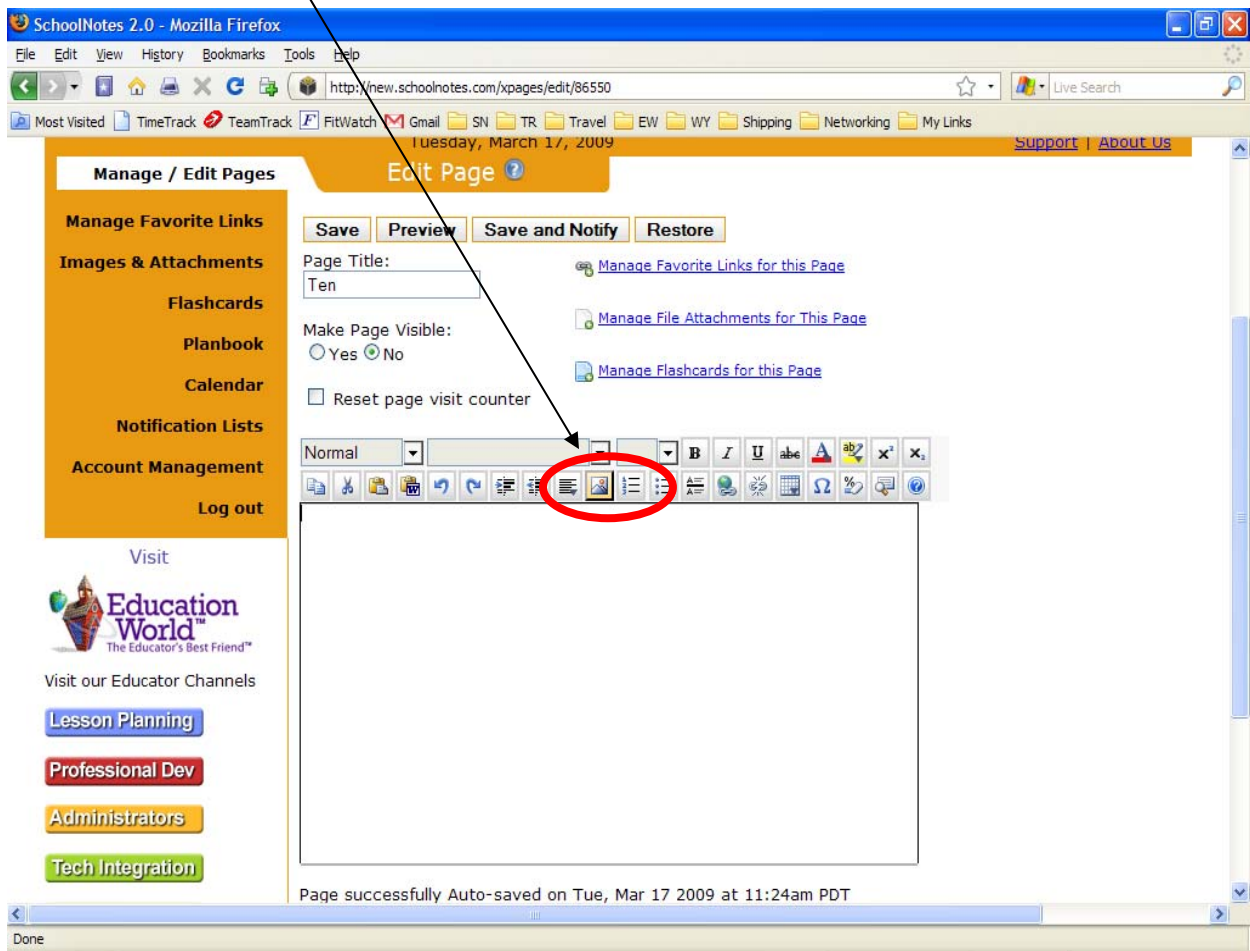 SchoolNotes 2.0 - Mozilla Firefox
File Edit View History Bookmarks Tools Help
http://new.schoolnotes.com/xpages/edit/86550
Live Search
Most Visited TimeTrack TeamTrack FitWatch Gmail SN TR Travel EW WY Shipping Networking My Links
Tuesday, March 17, 2009
Support | About Us
Manage / Edit Pages
Edit Page
Manage Favorite Links
Images & Attachments
Flashcards
Planbook
Calendar
Notification Lists
Account Management
Log out
Save Preview Save and Notify Restore
Page Title:
Ten
Manage Favorite Links for this Page
Manage File Attachments for This Page
Manage Flashcards for this Page
Make Page Visible:
Yes No
Reset page visit counter
Normal
B I U abc A ab x² x₂
Ω
Visit
Education
World™
The Educator's Best Friend™
Visit our Educator Channels
Lesson Planning
Professional Dev
Administrators
Tech Integration
Page successfully Auto-saved on Tue, Mar 17 2009 at 11:24am PDT
Done